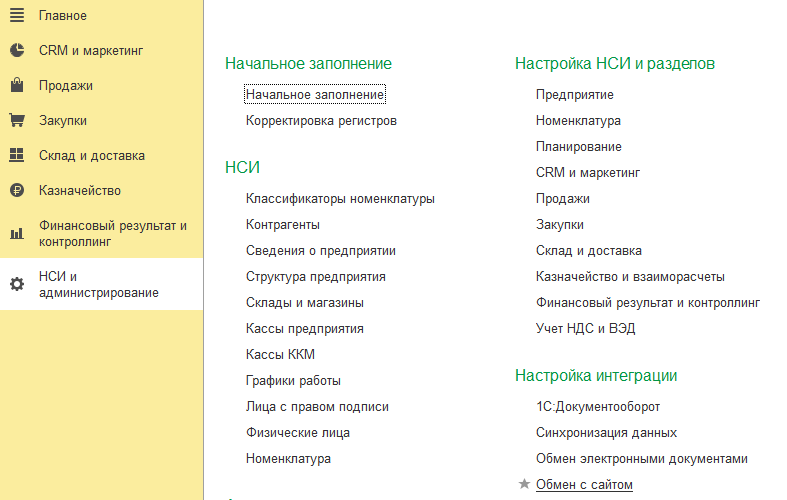 Главное
CRM и маркетинг
Продажи
Закупки
Склад и доставка
Казначейство
Финансовый результат и
контроллинг
НСИ и
администрирование
Начальное заполнение
Начальное заполнение
Корректировка регистров
НСИ
Классификаторы номенклатуры
Контрагенты
Сведения о предприятии
Структура предприятия
Склады и магазины
Кассы предприятия
Кассы ККМ
Графики работы
Лица с правом подписи
Физические лица
Номенклатура
Настройка НСИ и разделов
Предприятие
Номенклатура
Планирование
CRM и маркетинг
Продажи
Закупки
Склад и доставка
Казначейство и взаиморасчеты
Финансовый результат и контроллинг
Учет НДС и ВЭД
Настройка интеграции
1С:Документооборот
Синхронизация данных
Обмен электронными документами
Обмен с сайтом